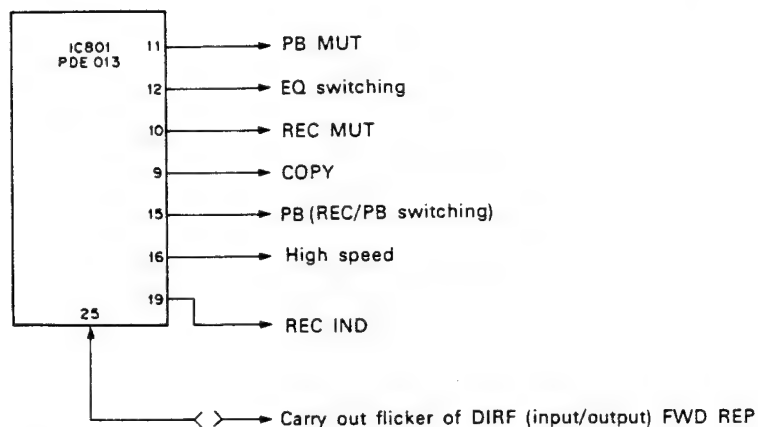 IC801
PDE 013
11 PB MUT
12 EQ switching
10 REC MUT
9 COPY
15 PB (REC/PB switching)
16 High speed
19
25
REC IND
Carry out flicker of DIRF (input/output) FWD REP